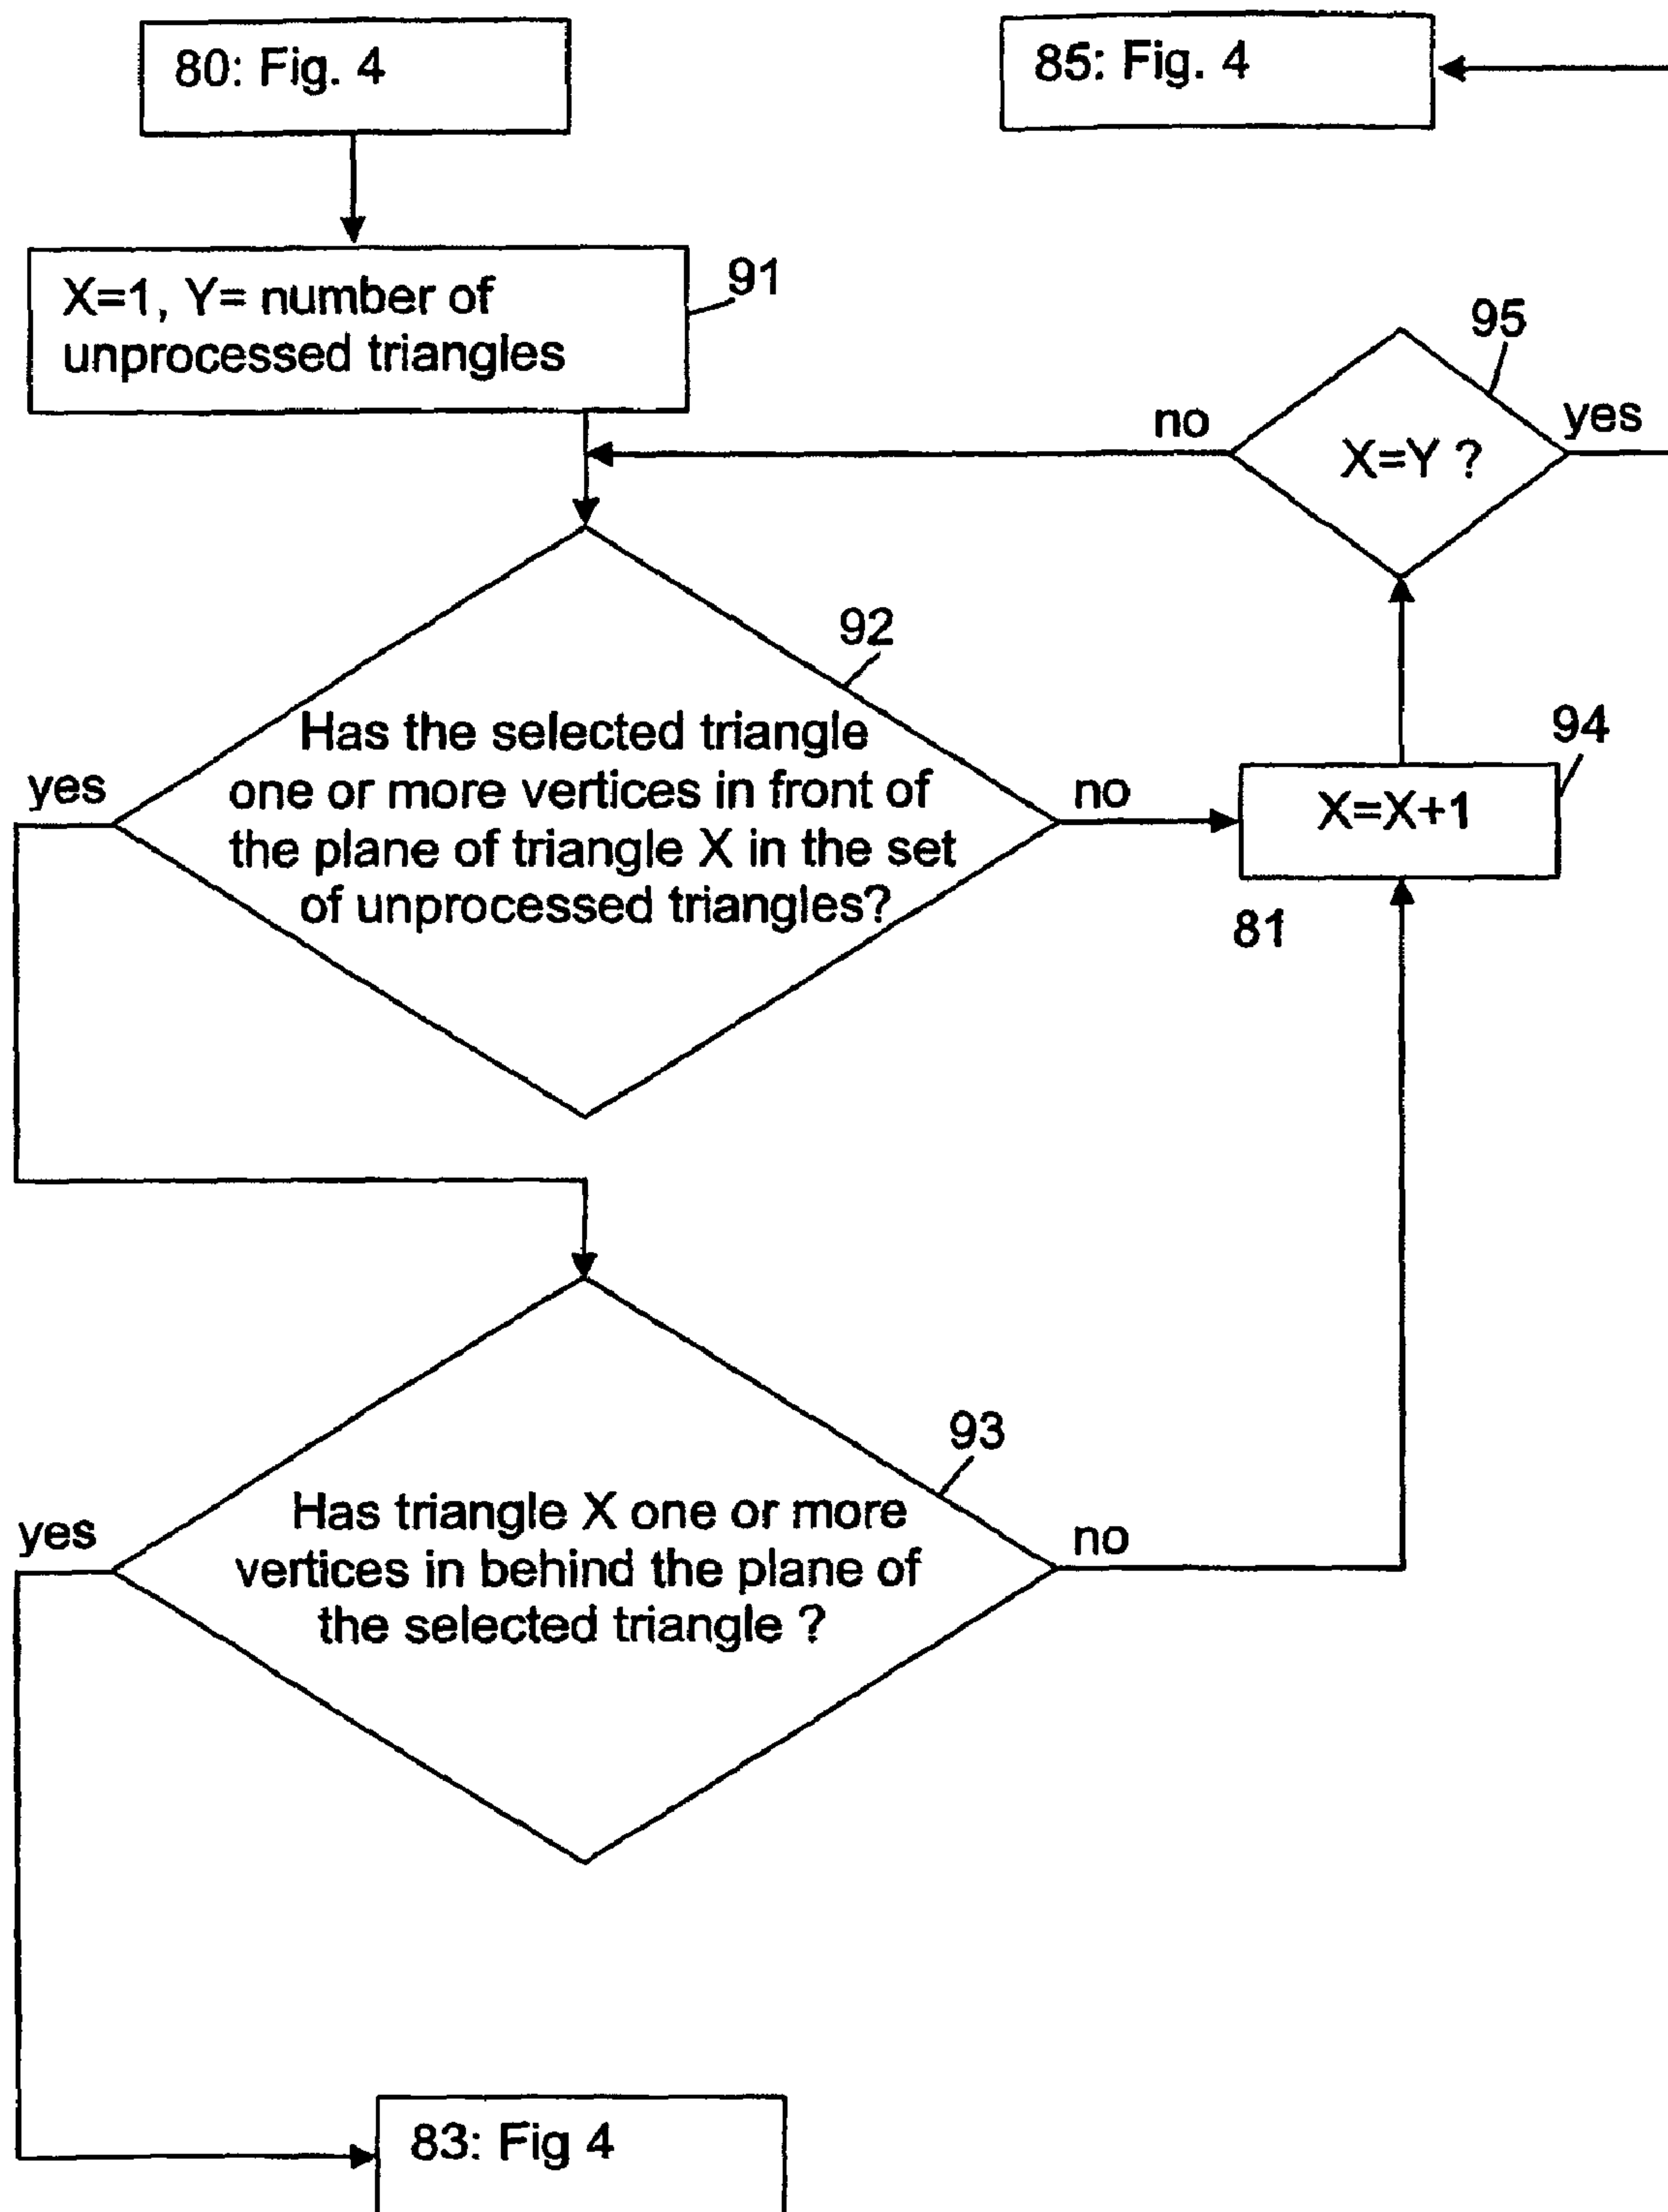 80: Fig. 4
85: Fig. 4
X=1, Y= number of
unprocessed triangles
91
95
no
yes
X=Y ?
92
Has the selected triangle
one or more vertices in front of
the plane of triangle X in the set
of unprocessed triangles?
yes
no
94
X=X+1
81
93
Has triangle X one or more
vertices in behind the plane of
the selected triangle ?
yes
no
83: Fig 4